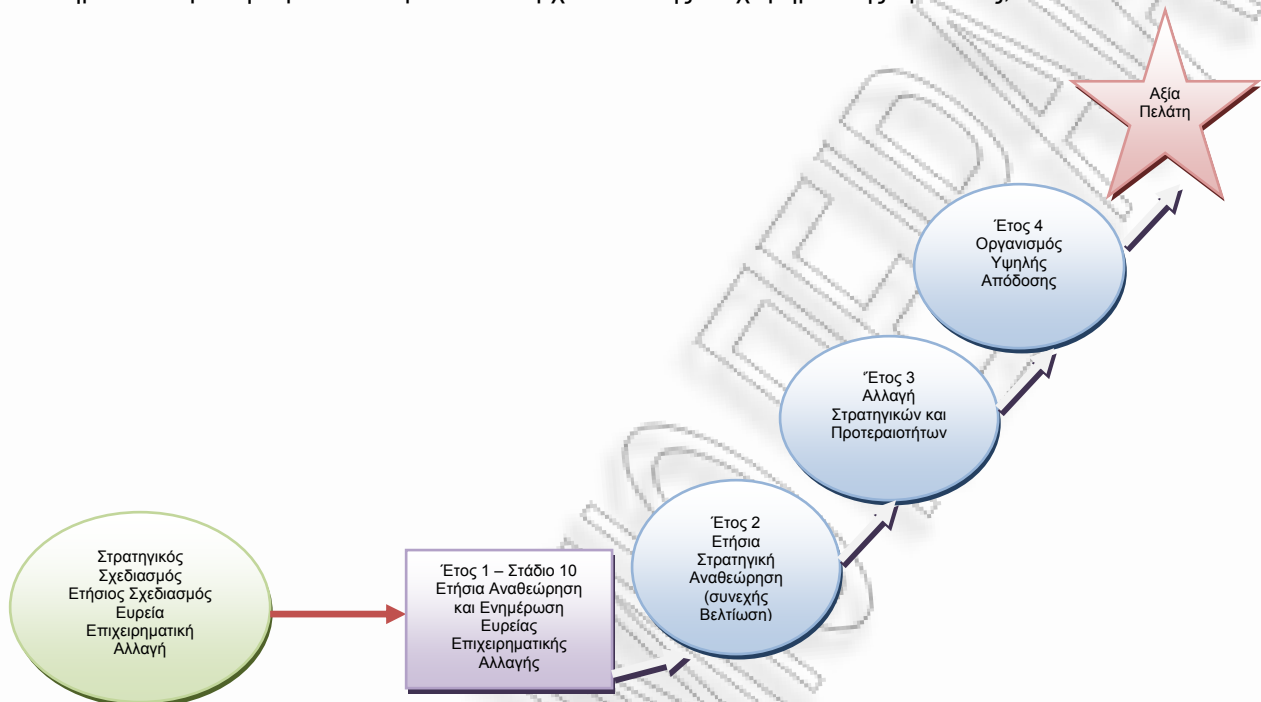 Στρατηγικός
Σχεδιασμός
Ετήσιος Σχεδιασμός
Ευρεία
Επιχειρηματική
Αλλαγή
Έτος 1 – Στάδιο 10
Ετήσια Αναθεώρηση
και Ενημέρωση
Ευρείας
Επιχειρηματικής
Αλλαγής
Έτος 2
Ετήσια
Στρατηγική
Αναθεώρηση
(συνεχής
Βελτίωση)
Έτος 3
Αλλαγή
Στρατηγικών και
Προτεραιοτήτων
Έτος 4
Οργανισμός
Υψηλής
Απόδοσης
Αξία
Πελάτη